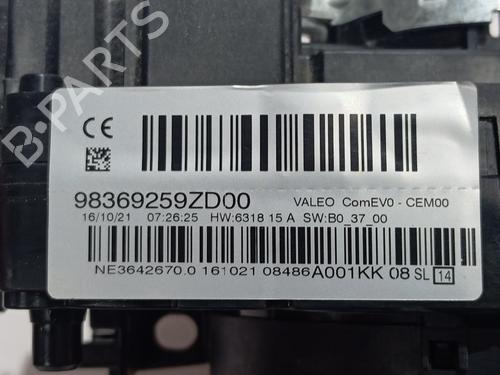 B-PARTS
CE
98369259ZD00
VALEO ComEV0 - CEM00
16/10/21 07:26:25 HW:6318 15 A SW:B0_37_00
NE3642670.0 161021 08486A001KK 08 SL 14